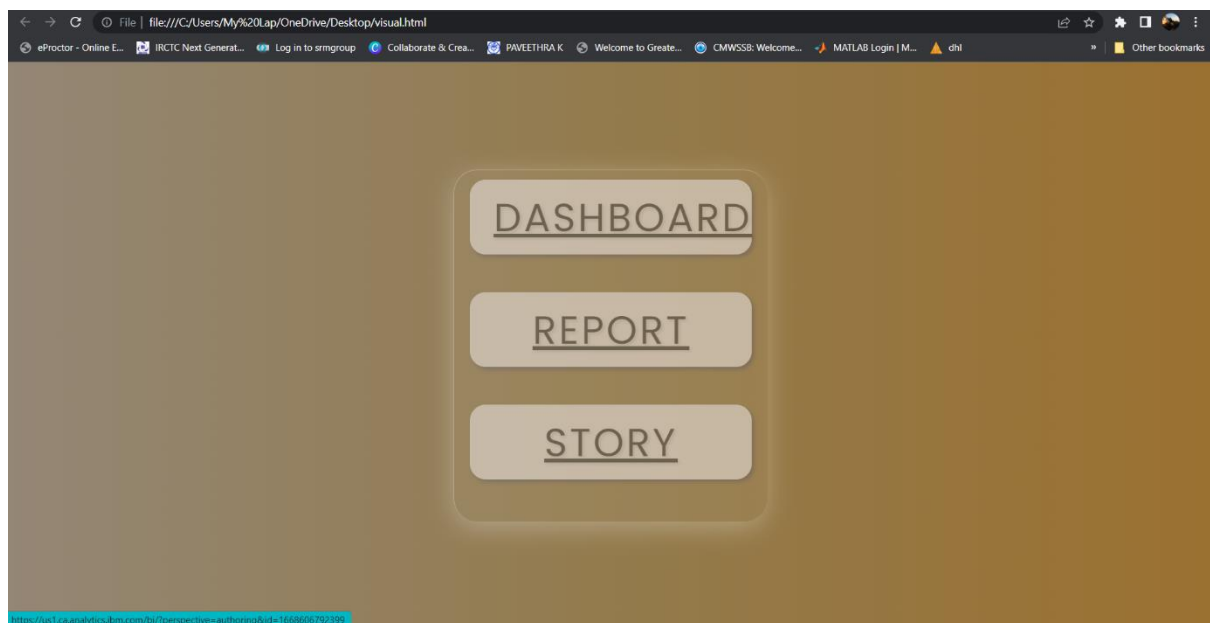 File | file:///C:/Users/My%20Lap/OneDrive/Desktop/visual.html
eProctor - Online E... IRCTC Next Generat... Log in to srmgroup Collaborate & Crea... PAVEETHRA K Welcome to Greate... CMWSSB: Welcome... MATLAB Login | M... dhl » Other bookmarks
DASHBOARD
REPORT
STORY
https://us1.ca.analytics.ibm.com/bi/?perspective=authoring&id=1668606792399